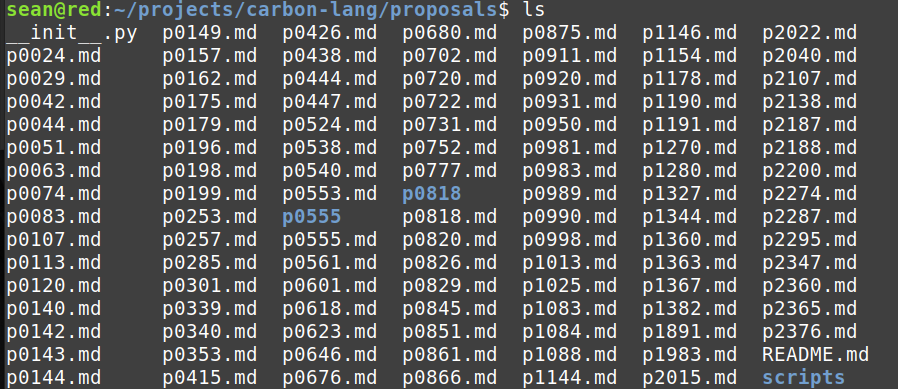 sean@red:~/projects/carbon-lang/proposals$ ls
__init__.py p0149.md p0426.md p0680.md p0875.md p1146.md p2022.md
p0024.md p0157.md p0438.md p0702.md p0911.md p1154.md p2040.md
p0029.md p0162.md p0444.md p0720.md p0920.md p1178.md p2107.md
p0042.md p0175.md p0447.md p0722.md p0931.md p1190.md p2138.md
p0044.md p0179.md p0524.md p0731.md p0950.md p1191.md p2187.md
p0051.md p0196.md p0538.md p0752.md p0981.md p1270.md p2188.md
p0063.md p0198.md p0540.md p0777.md p0983.md p1280.md p2200.md
p0074.md p0199.md p0553.md p0818 p0989.md p1327.md p2274.md
p0083.md p0253.md p0555 p0818.md p0990.md p1344.md p2287.md
p0107.md p0257.md p0555.md p0820.md p0998.md p1360.md p2295.md
p0113.md p0285.md p0561.md p0826.md p1013.md p1363.md p2347.md
p0120.md p0301.md p0601.md p0829.md p1025.md p1367.md p2360.md
p0140.md p0339.md p0618.md p0845.md p1083.md p1382.md p2365.md
p0142.md p0340.md p0623.md p0851.md p1084.md p1891.md p2376.md
p0143.md p0353.md p0646.md p0861.md p1088.md p1983.md README.md
p0144.md p0415.md p0676.md p0866.md p1144.md p2015.md scripts